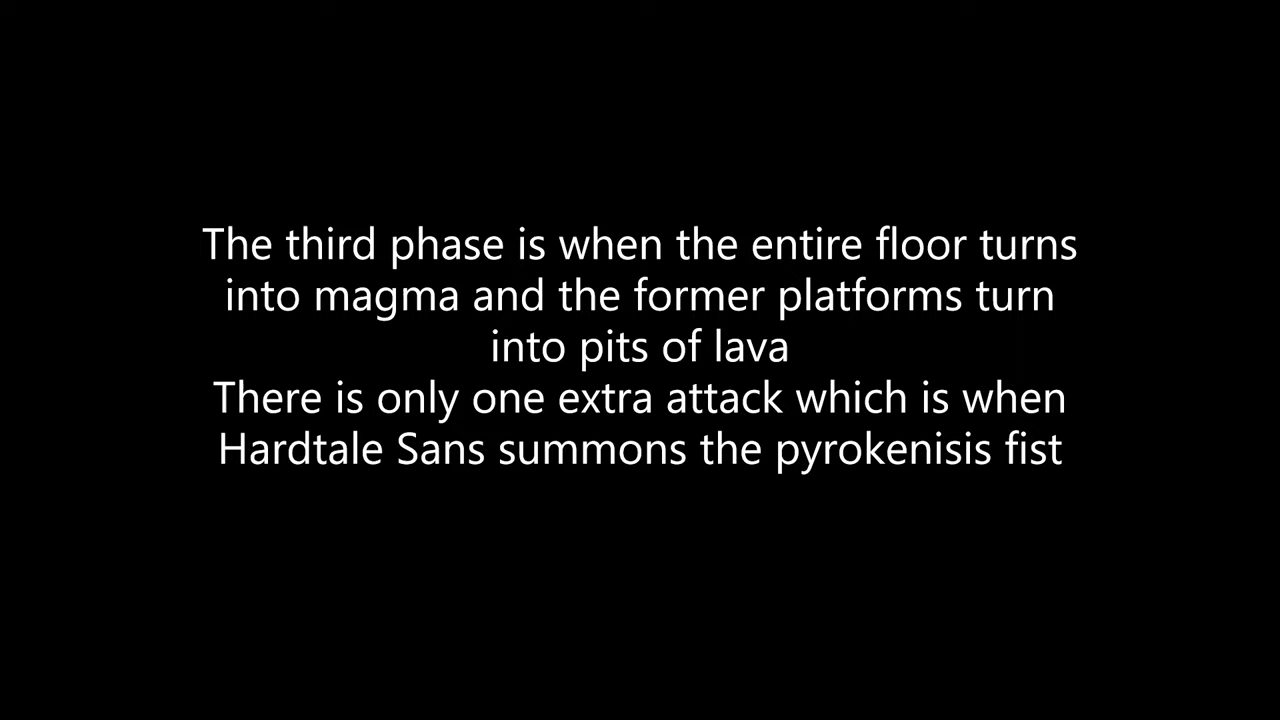 The third phase is when the entire floor turns
into magma and the former platforms turn
into pits of lava
There is only one extra attack which is when
Hardtale Sans summons the pyrokenisis fist